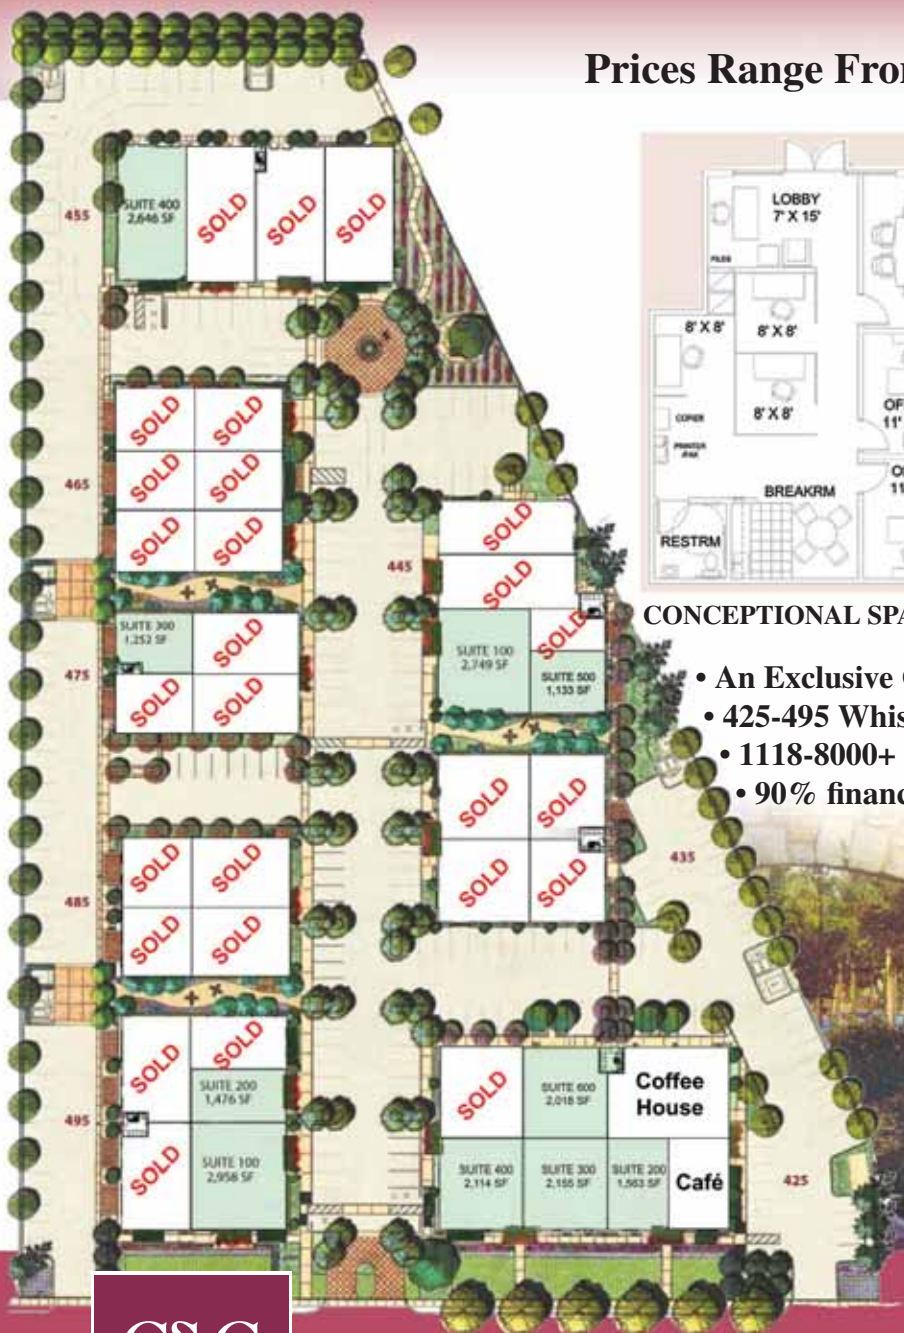 Prices Range Fro
LOBBY
7' X 15'
FILES
8' X 8'
8' X 8'
8' X 8'
COPIER
PRINTER
/FAX
BREAKRM
RESTRM
OF
11'
O
11
CONCEPTIONAL SPA
• An Exclusive
• 425-495 Whis
• 1118-8000+
• 90% financ
455
SUITE 400
2,646 SF
SOLD
SOLD
SOLD
465
SOLD
SOLD
SOLD
SOLD
SOLD
SOLD
475
SUITE 300
1,252 SF
SOLD
SOLD
SOLD
445
SOLD
SOLD
SOLD
SUITE 100
2,749 SF
SUITE 500
1,133 SF
435
SOLD
SOLD
SOLD
SOLD
485
SOLD
SOLD
SOLD
SOLD
495
SOLD
SOLD
SUITE 200
1,476 SF
SOLD
SUITE 100
2,958 SF
425
SOLD
SUITE 600
2,018 SF
Coffee
House
SUITE 400
2,114 SF
SUITE 300
2,155 SF
SUITE 200
1,563 SF
Café